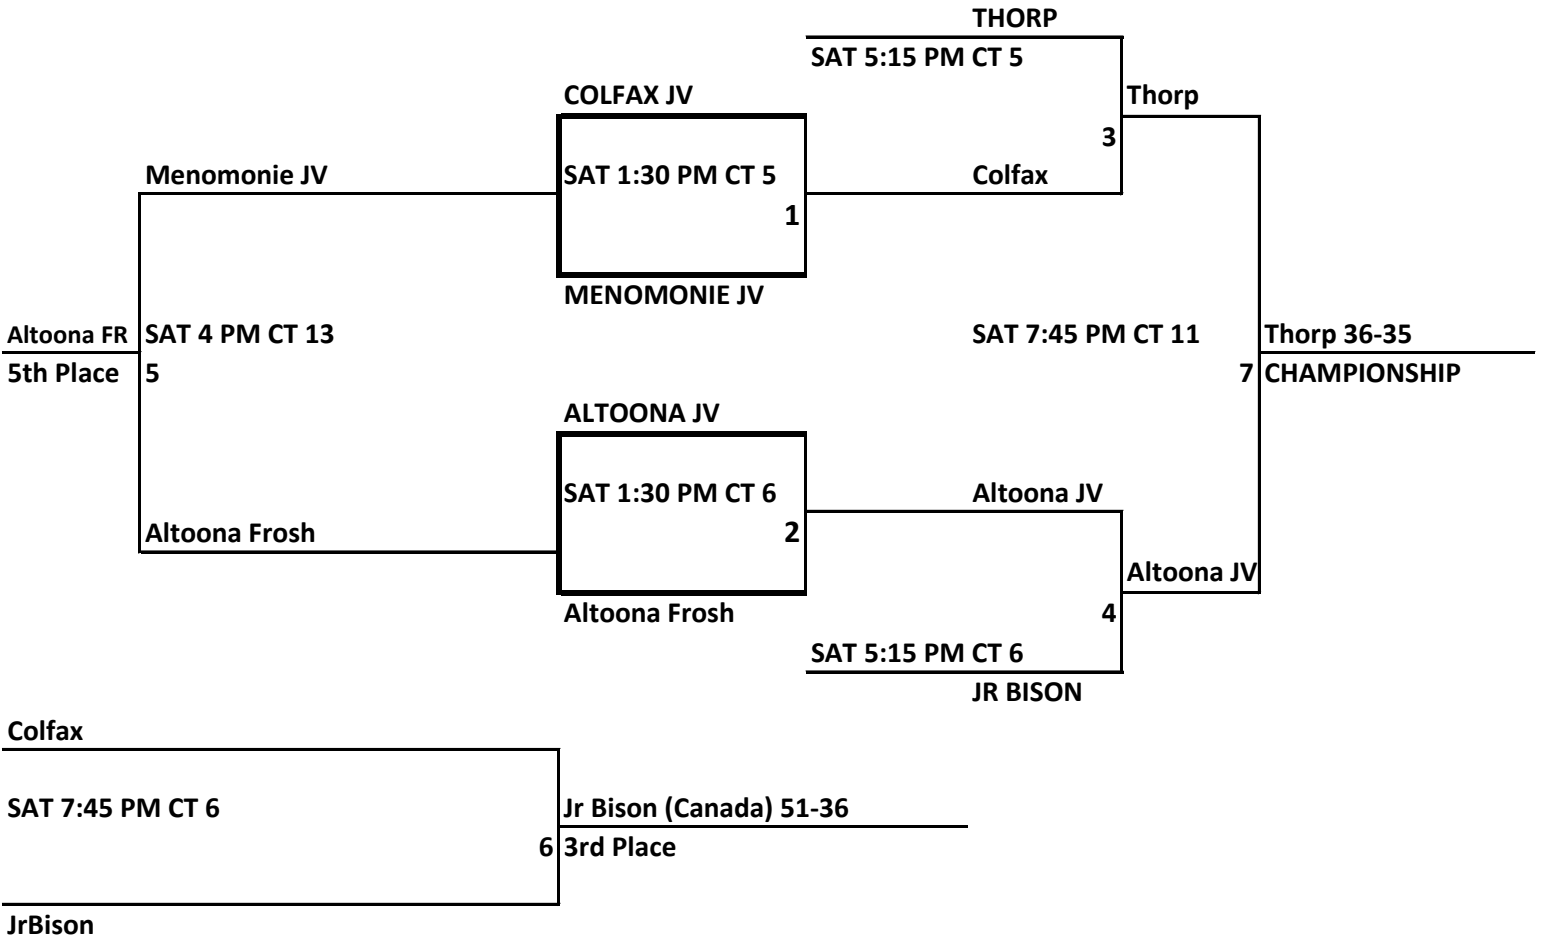 THORP
SAT 5:15 PM CT 5
COLFAX JV
Thorp
3
Menomonie JV
SAT 1:30 PM CT 5
Colfax
1
MENOMONIE JV
Altoona FR
SAT 4 PM CT 13
SAT 7:45 PM CT 11
Thorp 36-35
5th Place
5
7
CHAMPIONSHIP
ALTOONA JV
SAT 1:30 PM CT 6
Altoona JV
Altoona Frosh
2
Altoona JV
Altoona Frosh
4
SAT 5:15 PM CT 6
JR BISON
Colfax
SAT 7:45 PM CT 6
Jr Bison (Canada) 51-36
6
3rd Place
JrBison